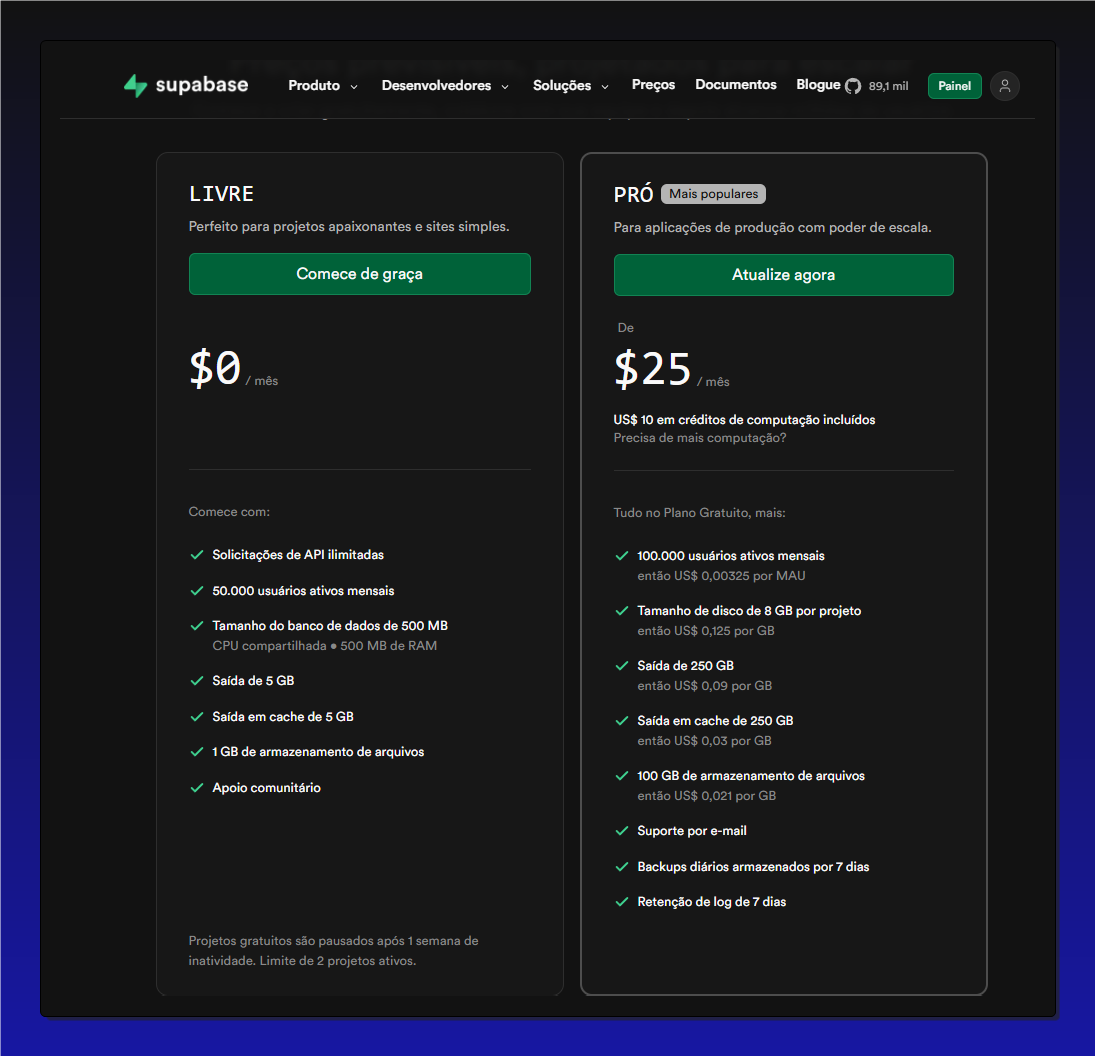 supabase
Produto
Desenvolvedores
Soluções
Preços
Documentos
Blogue
89,1 mil
Painel
LIVRE
Perfeito para projetos apaixonantes e sites simples.
Comece de graça
$0 / mês
Comece com:
Solicitações de API ilimitadas
50.000 usuários ativos mensais
Tamanho do banco de dados de 500 MB
CPU compartilhada • 500 MB de RAM
Saída de 5 GB
Saída em cache de 5 GB
1 GB de armazenamento de arquivos
Apoio comunitário
Projetos gratuitos são pausados após 1 semana de
inatividade. Limite de 2 projetos ativos.
PRÓ Mais populares
Para aplicações de produção com poder de escala.
Atualize agora
De
$25 / mês
US$ 10 em créditos de computação incluídos
Precisa de mais computação?
Tudo no Plano Gratuito, mais:
100.000 usuários ativos mensais
então US$ 0,00325 por MAU
Tamanho de disco de 8 GB por projeto
então US$ 0,125 por GB
Saída de 250 GB
então US$ 0,09 por GB
Saída em cache de 250 GB
então US$ 0,03 por GB
100 GB de armazenamento de arquivos
então US$ 0,021 por GB
Suporte por e-mail
Backups diários armazenados por 7 dias
Retenção de log de 7 dias